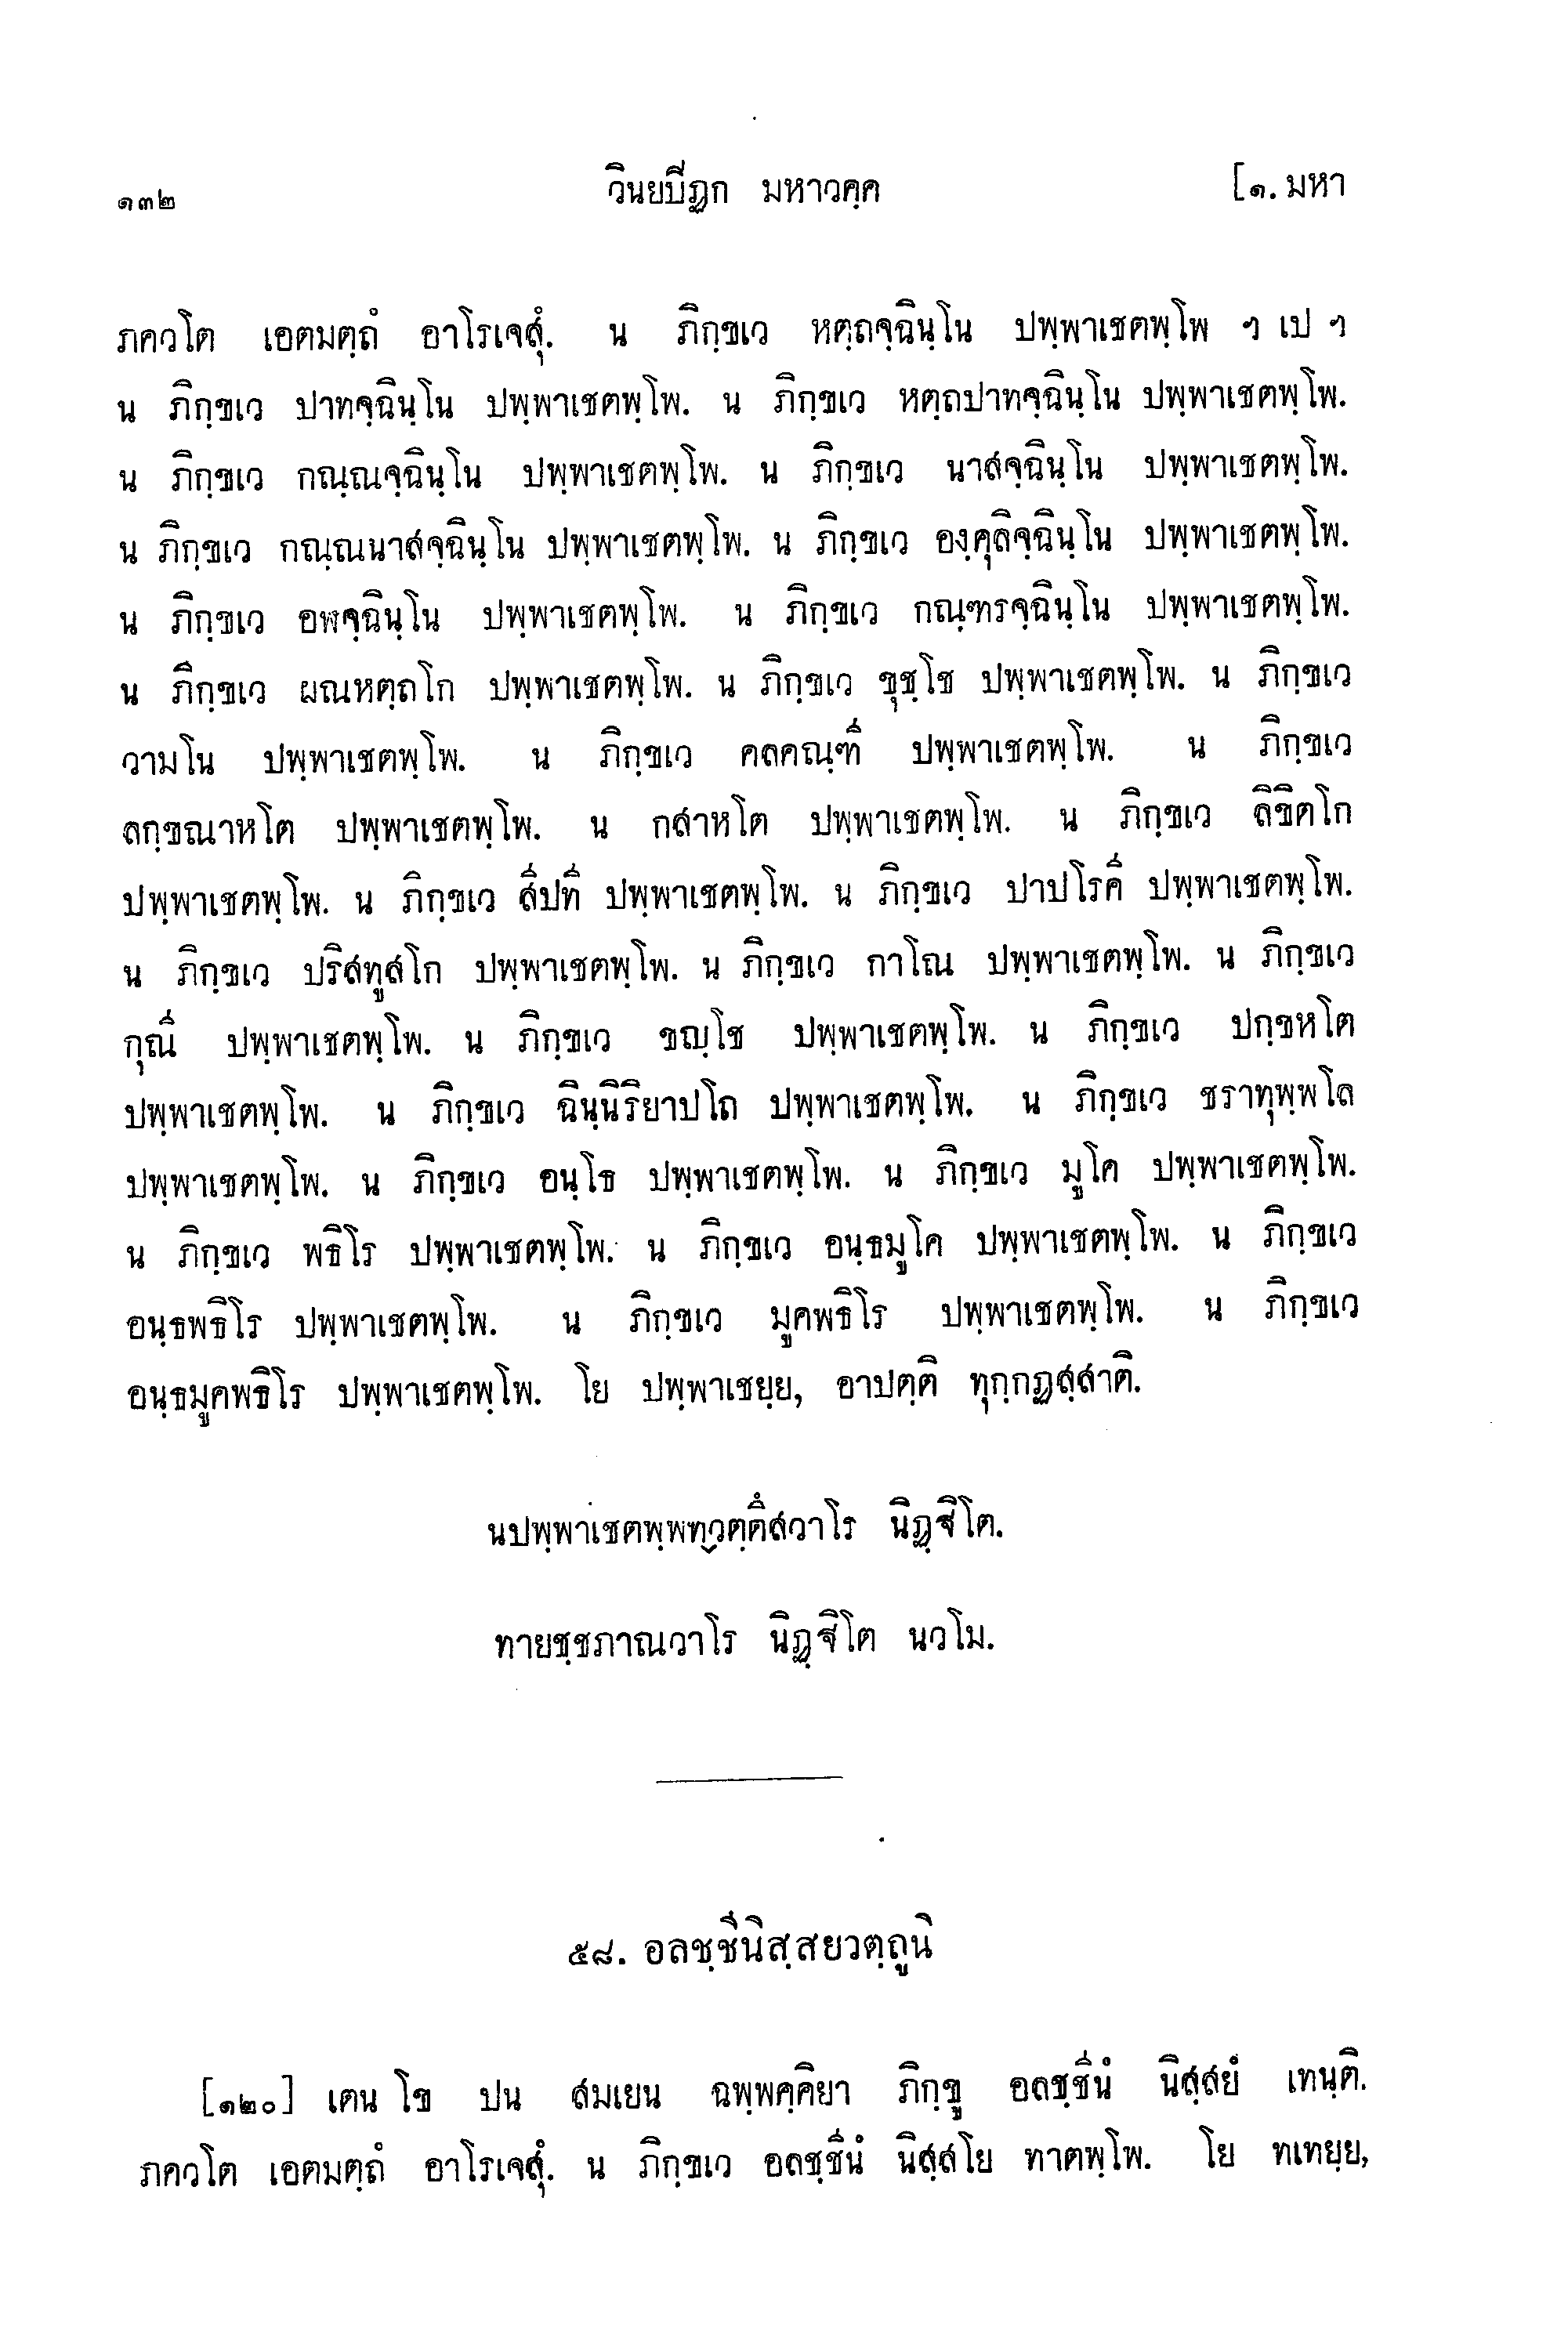 ๑๓๒ วินยปีฏก มหาวคฺค [๑. มหา
ภควโต เอตมตฺถํ อาโรเจสุํ. น ภิกฺขเว หตฺถจฺฉินฺโน ปพฺพาเชตพฺโพ ฯ เป ฯ
น ภิกฺขเว ปาทจฺฉินฺโน ปพฺพาเชตพฺโพ. น ภิกฺขเว หตฺถปาทจฺฉินฺโน ปพฺพาเชตพฺโพ.
น ภิกฺขเว กณฺณจฺฉินฺโน ปพฺพาเชตพฺโพ. น ภิกฺขเว นาสจฺฉินฺโน ปพฺพาเชตพฺโพ.
น ภิกฺขเว กณฺณนาสจฺฉินฺโน ปพฺพาเชตพฺโพ. น ภิกฺขเว องฺคุลิจฺฉินฺโน ปพฺพาเชตพฺโพ.
น ภิกฺขเว อฬจฺฉินฺโน ปพฺพาเชตพฺโพ. น ภิกฺขเว กณฺฑรจฺฉินฺโน ปพฺพาเชตพฺโพ.
น ภิกฺขเว ผณหตฺถโก ปพฺพาเชตพฺโพ. น ภิกฺขเว ขุชฺโช ปพฺพาเชตพฺโพ. น ภิกฺขเว
วามโน ปพฺพาเชตพฺโพ. น ภิกฺขเว คลคณฺฑี ปพฺพาเชตพฺโพ. น ภิกฺขเว
ลกฺขณาหโต ปพฺพาเชตพฺโพ. น กสาหโต ปพฺพาเชตพฺโพ. น ภิกฺขเว ลิขิตโก
ปพฺพาเชตพฺโพ. น ภิกฺขเว สีปที ปพฺพาเชตพฺโพ. น ภิกฺขเว ปาปโรคี ปพฺพาเชตพฺโพ.
น ภิกฺขเว ปริสทูสโก ปพฺพาเชตพฺโพ. น ภิกฺขเว กาโณ ปพฺพาเชตพฺโพ. น ภิกฺขเว
กุณี ปพฺพาเชตพฺโพ. น ภิกฺขเว ขญฺโช ปพฺพาเชตพฺโพ. น ภิกฺขเว ปกฺขหโต
ปพฺพาเชตพฺโพ. น ภิกฺขเว ฉินฺนิริยาปโถ ปพฺพาเชตพฺโพ. น ภิกฺขเว ชราทุพฺพโล
ปพฺพาเชตพฺโพ. น ภิกฺขเว อนฺโธ ปพฺพาเชตพฺโพ. น ภิกฺขเว มูโค ปพฺพาเชตพฺโพ.
น ภิกฺขเว พธิโร ปพฺพาเชตพฺโพ. น ภิกฺขเว อนฺธมูโค ปพฺพาเชตพฺโพ. น ภิกฺขเว
อนฺธพธิโร ปพฺพาเชตพฺโพ. น ภิกฺขเว มูคพธิโร ปพฺพาเชตพฺโพ. น ภิกฺขเว
อนฺธมูคพธิโร ปพฺพาเชตพฺโพ. โย ปพฺพาเชยฺย, อาปตฺติ ทุกฺกฏสฺสาติ.
นปพฺพาเชตพฺพทฺวตฺตึสวาโร นิฏฺฐิโต.
ทายชฺชภาณวาโร นิฏฺฐิโต นวโม.
๕๘. อลชฺชีนิสฺสยวตฺถูนิ
[๑๒๐] เตน โข ปน สมเยน ฉพฺพคฺคิยา ภิกฺขู อลชฺชีนํ นิสฺสยํ เทนฺติ.
ภควโต เอตมตฺถํ อาโรเจสุํ. น ภิกฺขเว อลชฺชีนํ นิสฺสโย ทาตพฺโพ. โย ทเทยฺย,